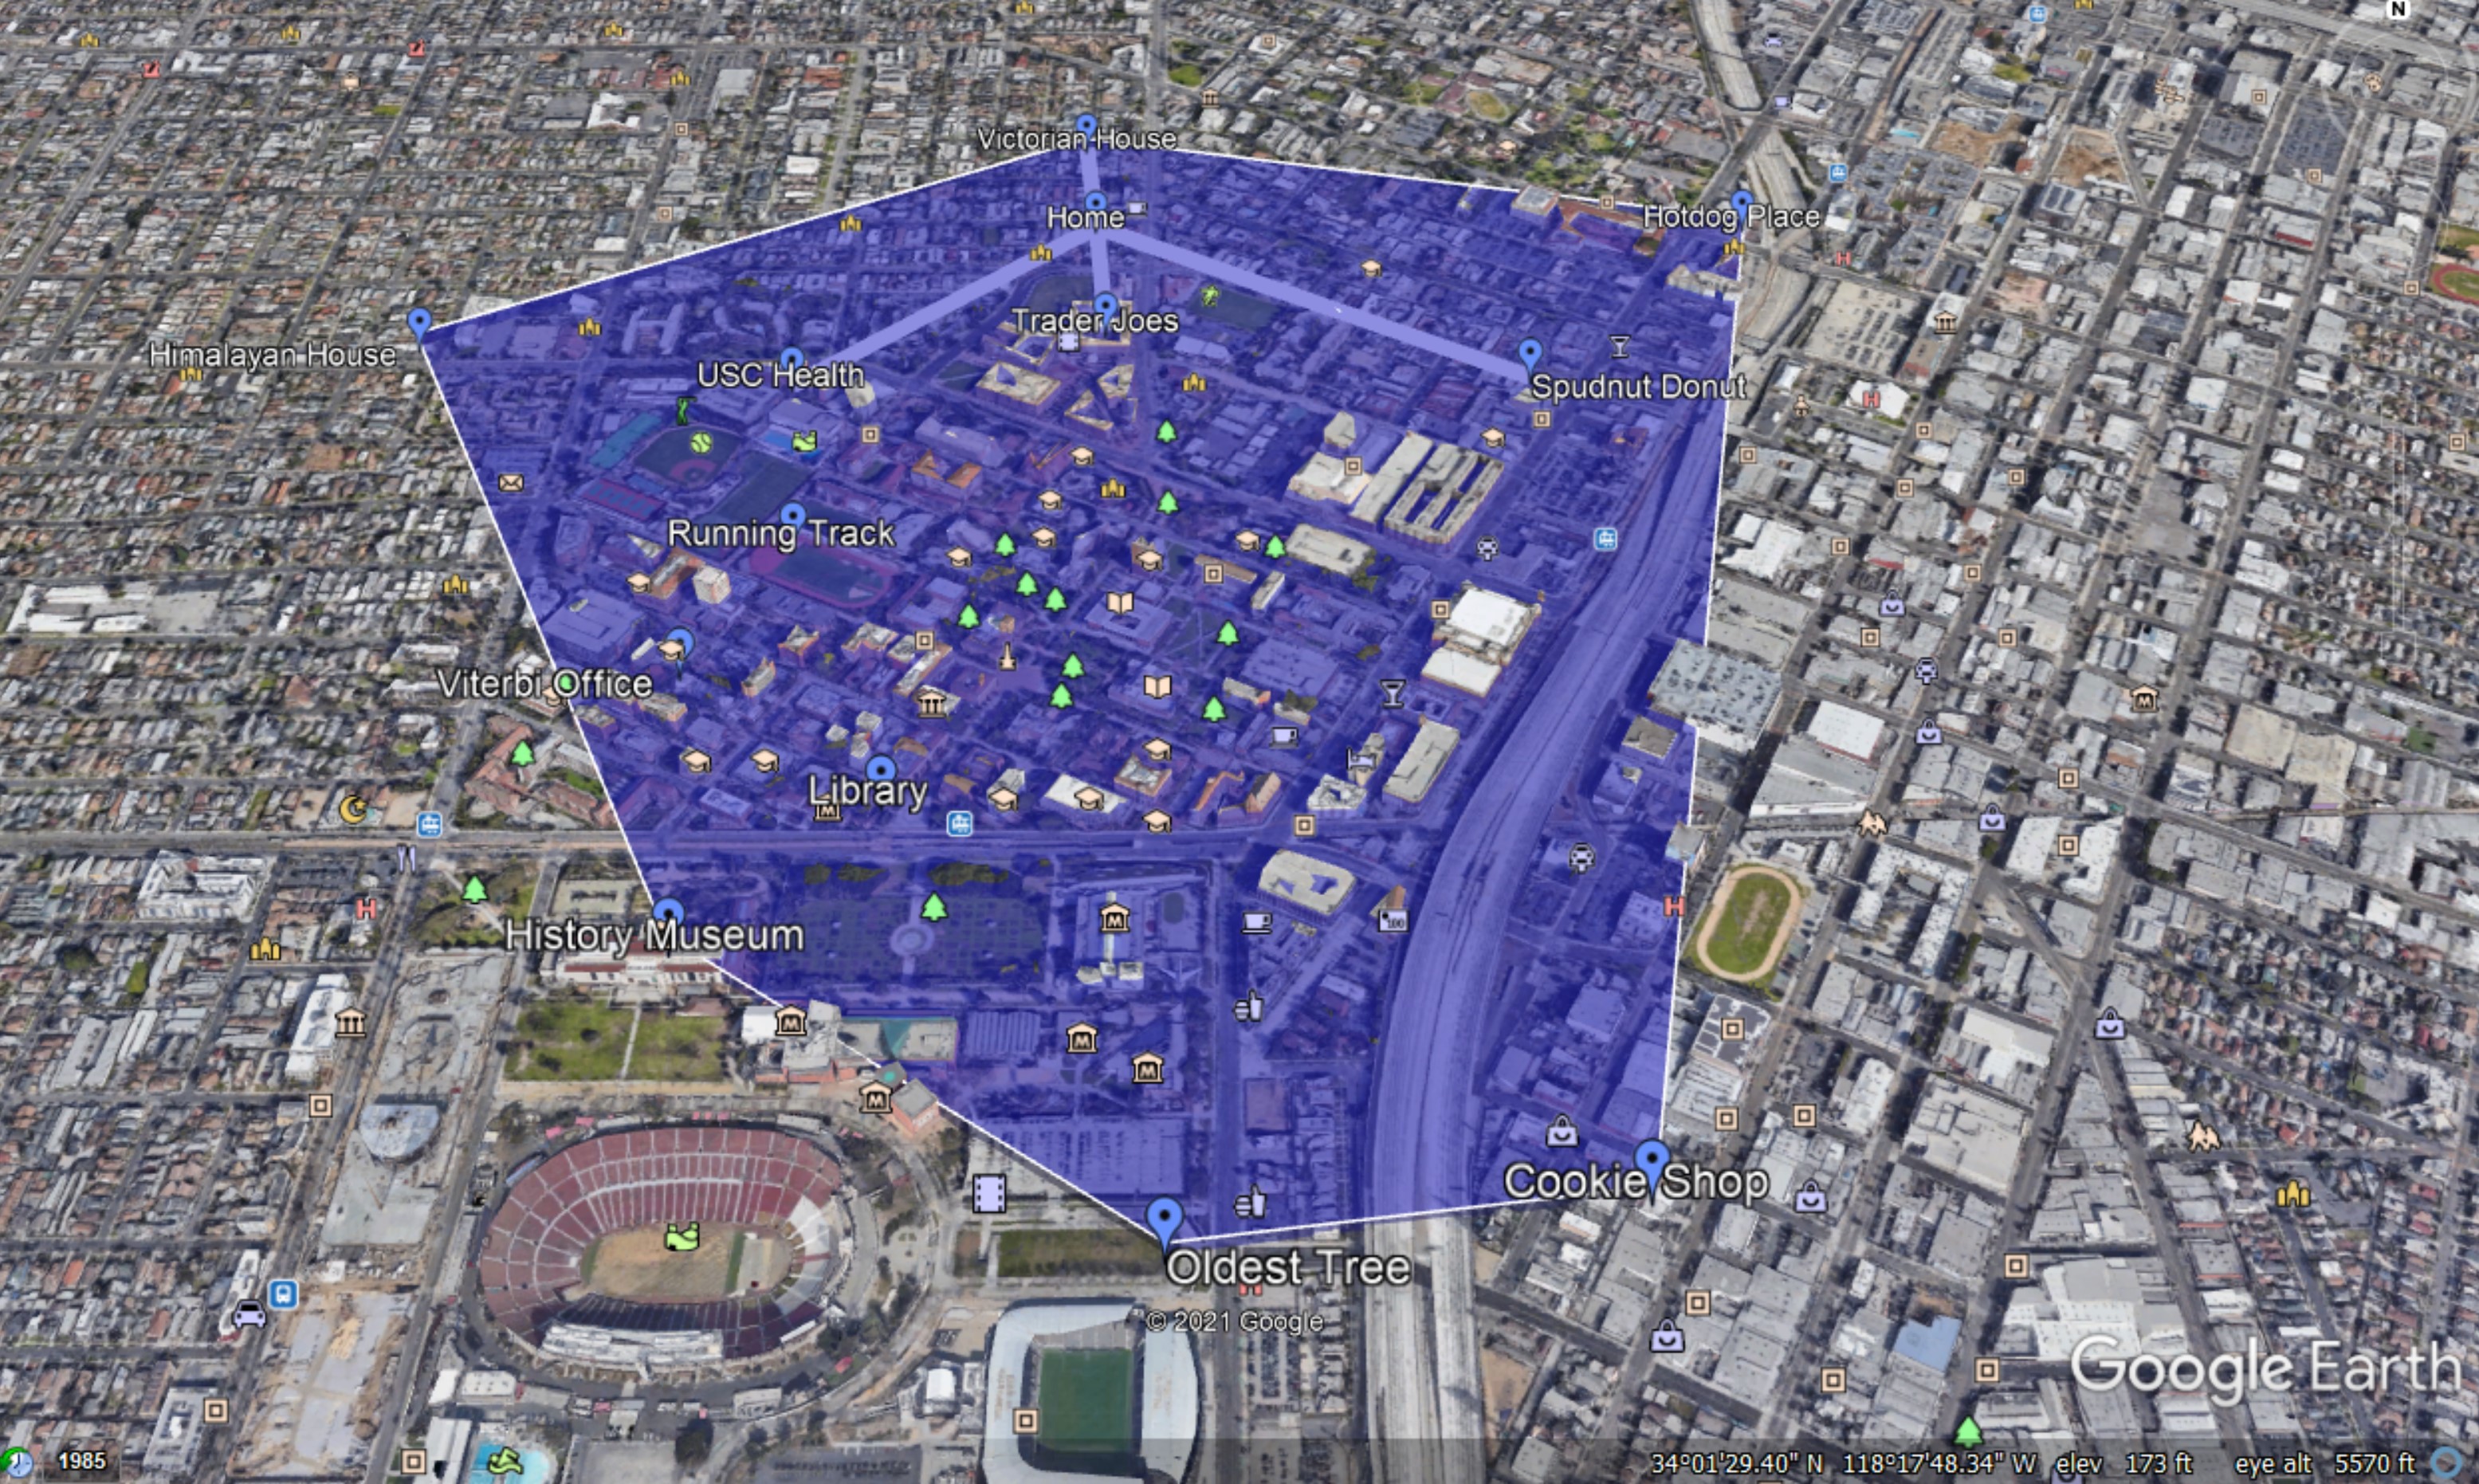 N
Victorian House
Home
Hotdog Place
Trader Joes
Himalayan House
USC Health
Spudnut Donut
Running Track
Viterbi Office
Library
History Museum
Cookie Shop
Oldest Tree
© 2021 Google
Google Earth
1985
34°01'29.40" N 118°17'48.34" W elev 173 ft eye alt 5570 ft